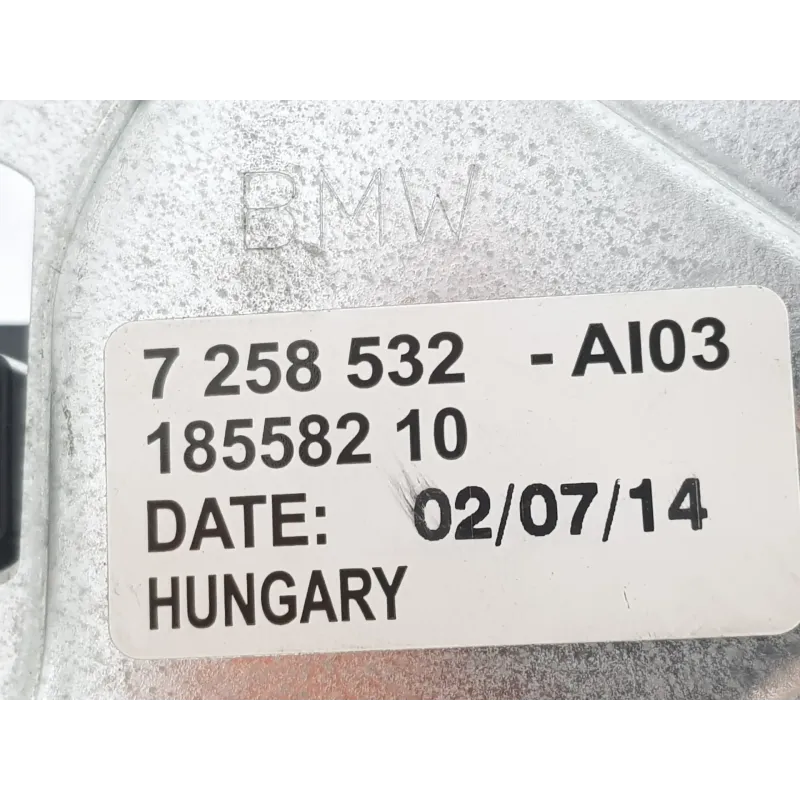 BMW
7 258 532 - AI03
185582 10
DATE: 02/07/14
HUNGARY